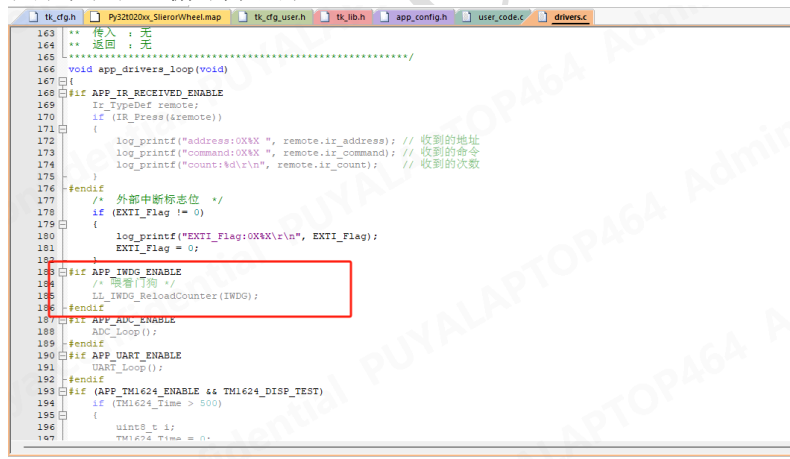 tk_cfg.h Py32t020xx_SlierorWheel.map tk_cfg_user.h tk_lib.h app_config.h user_code.c drivers.c
163 ** 传入 : 无
164 ** 返回 : 无
165 ****************************************************/
166 void app_drivers_loop(void)
167 {
168 #if APP_IR_RECEIVED_ENABLE
169 Ir_TypeDef remote;
170 if (IR_Press(&remote))
171 {
172 log_printf("address:0X%X ", remote.ir_address); // 收到的地址
173 log_printf("command:0X%X ", remote.ir_command); // 收到的命令
174 log_printf("count:%d\r\n", remote.ir_count); // 收到的次数
175 }
176 #endif
177 /* 外部中断标志位 */
178 if (EXTI_Flag != 0)
179 {
180 log_printf("EXTI_Flag:0X%X\r\n", EXTI_Flag);
181 EXTI_Flag = 0;
182 }
183 #if APP_IWDG_ENABLE
184 /* 喂看门狗 */
185 LL_IWDG_ReloadCounter(IWDG);
186 #endif
187 #if APP_ADC_ENABLE
188 ADC_Loop();
189 #endif
190 #if APP_UART_ENABLE
191 UART_Loop();
192 #endif
193 #if (APP_TM1624_ENABLE && TM1624_DISP_TEST)
194 if (TM1624_Time > 500)
195 {
196 uint8_t i;
197 TM1624_Time = 0;